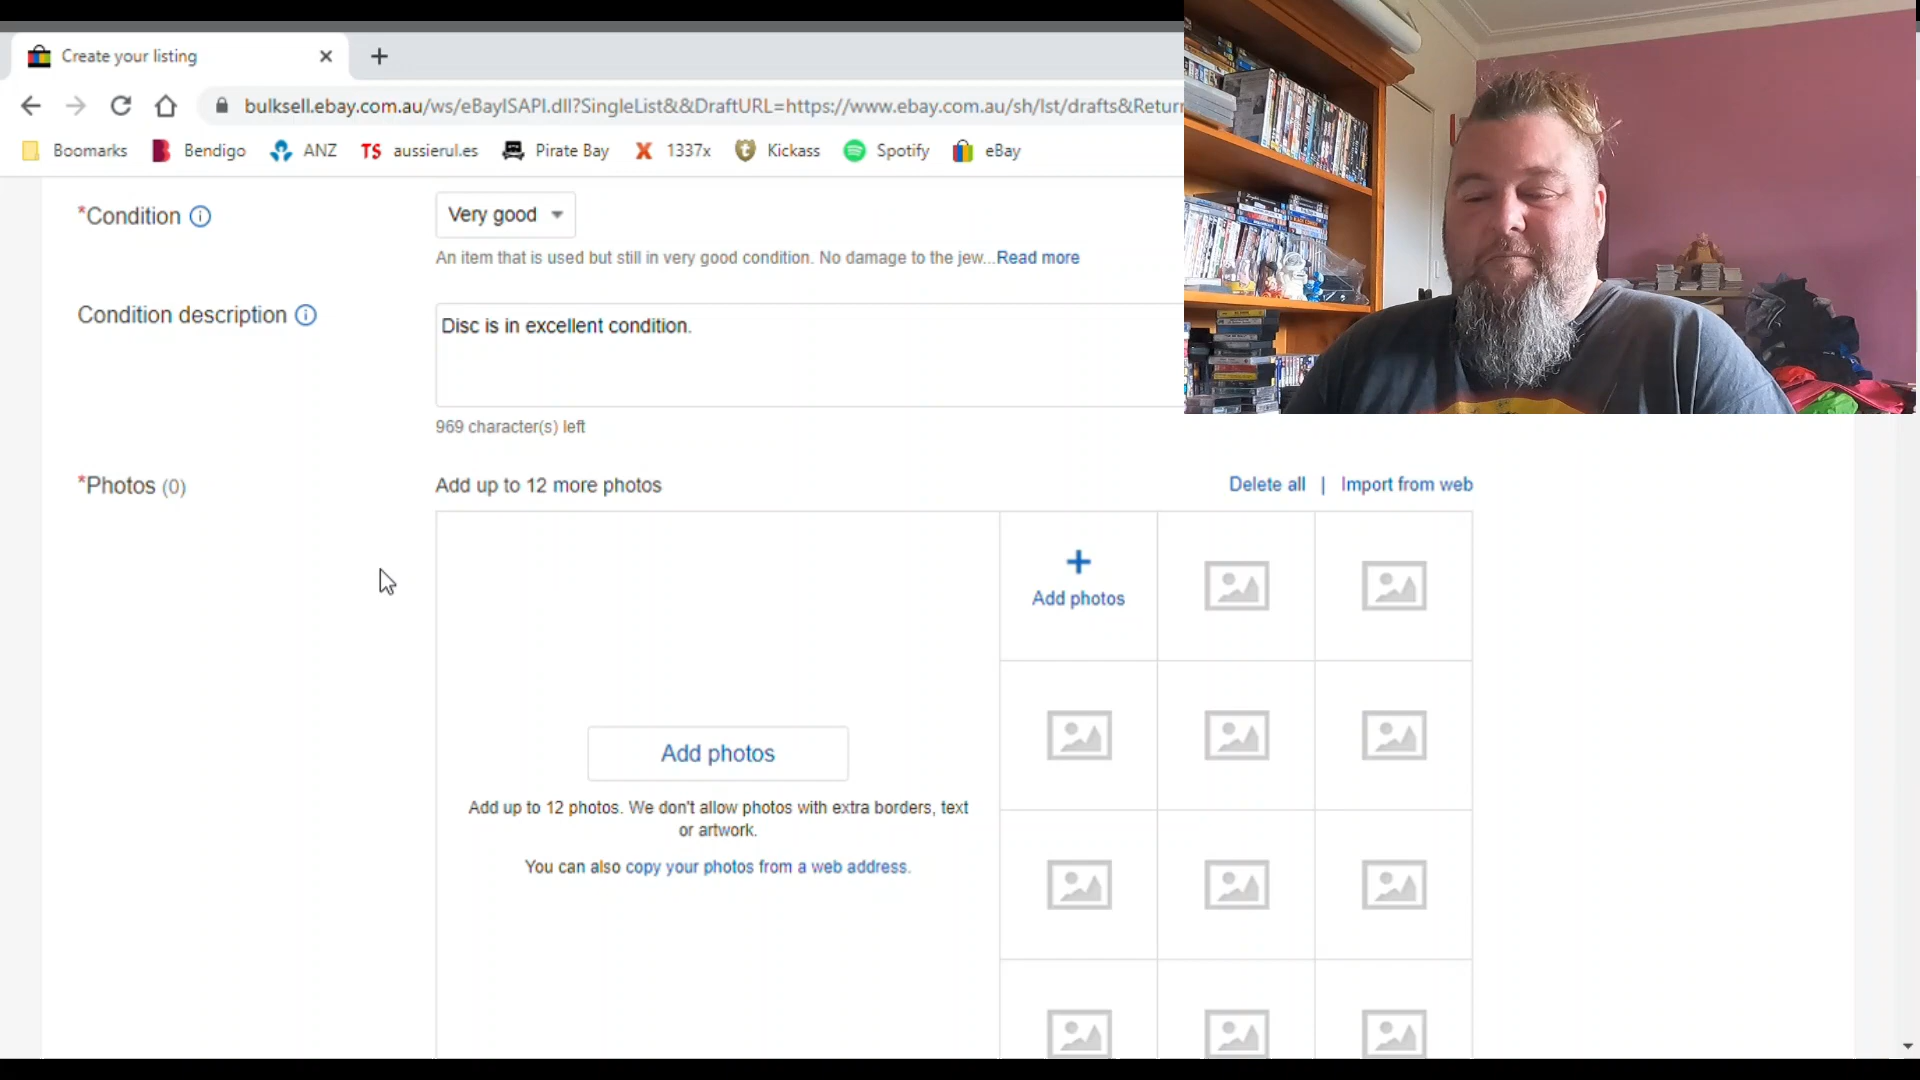 Create your listing
bulksell.ebay.com.au/ws/eBayISAPI.dll?SingleList&&DraftURL=https://www.ebay.com.au/sh/lst/drafts&Return
Boomarks Bendigo ANZ TS aussierul.es Pirate Bay X 1337x Kickass Spotify eBay
*Condition Very good
An item that is used but still in very good condition. No damage to the jew...Read more
Condition description
Disc is in excellent condition.
969 character(s) left
*Photos (0) Add up to 12 more photos Delete all | Import from web
Add photos
Add photos
Add up to 12 photos. We don't allow photos with extra borders, text
or artwork.
You can also copy your photos from a web address.